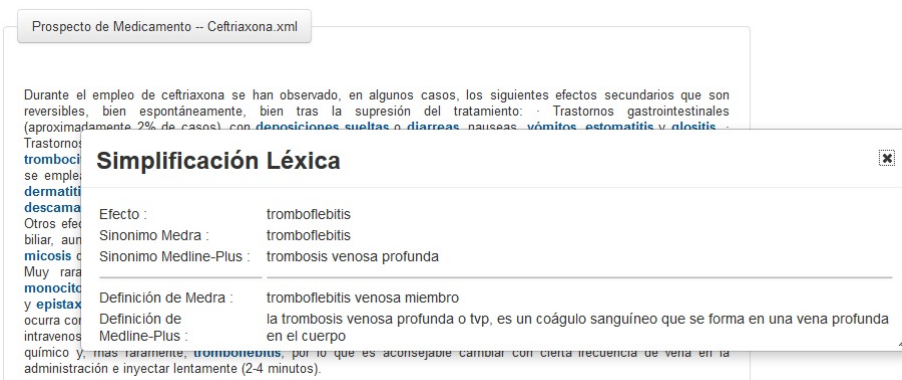 Prospecto de Medicamento -- Ceftriaxona.xml
Durante el empleo de ceftriaxona se han observado, en algunos casos, los siguientes efectos secundarios que son
reversibles, bien espontáneamente, bien tras la supresión del tratamiento: · Trastornos gastrointestinales
(aproximadamente 2% de casos), con deposiciones sueltas o diarreas, nauseas, vómitos, estomatitis y glositis. ·
Trastornos
tromboci
se emple
dermatiti
descama
Otros efe
biliar, aun
micosis
Muy rara
monocito
y epistax
ocurra cor
intravenos
Simplificación Léxica
Efecto : tromboflebitis
Sinonimo Medra : tromboflebitis
Sinonimo Medline-Plus : trombosis venosa profunda
Definición de Medra : tromboflebitis venosa miembro
Definición de Medline-Plus : la trombosis venosa profunda o tvp, es un coágulo sanguíneo que se forma en una vena profunda
en el cuerpo
químico y, más raramente, tromboflebitis, por lo que es aconsejable cambiar con cierta frecuencia de vena en la
administración e inyectar lentamente (2-4 minutos).